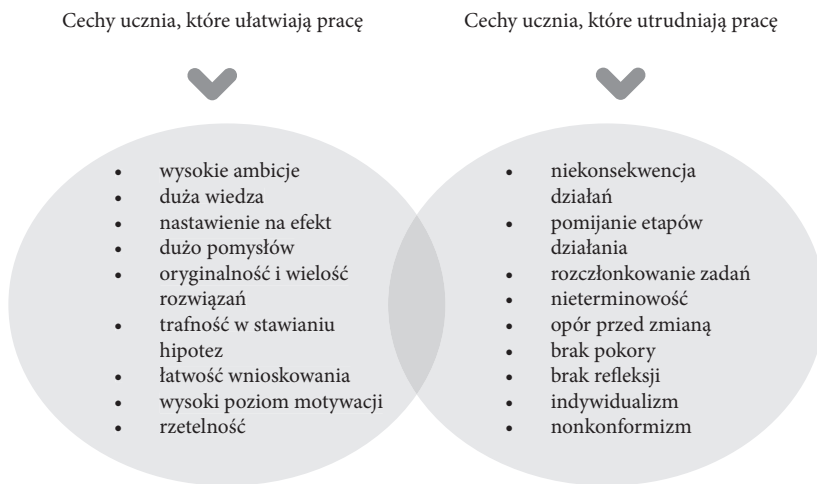 Cechy ucznia, które ułatwiają pracę
• wysokie ambicje
• duża wiedza
• nastawienie na efekt
• dużo pomysłów
• oryginalność i wielość
rozwiązań
• trafność w stawianiu
hipotez
• łatwość wnioskowania
• wysoki poziom motywacji
• rzetelność
Cechy ucznia, które utrudniają pracę
• niekonsekwencja
działań
• pomijanie etapów
działania
• rozczłonkowanie zadań
• nieterminowość
• opór przed zmianą
• brak pokory
• brak refleksji
• indywidualizm
• nonkonformizm